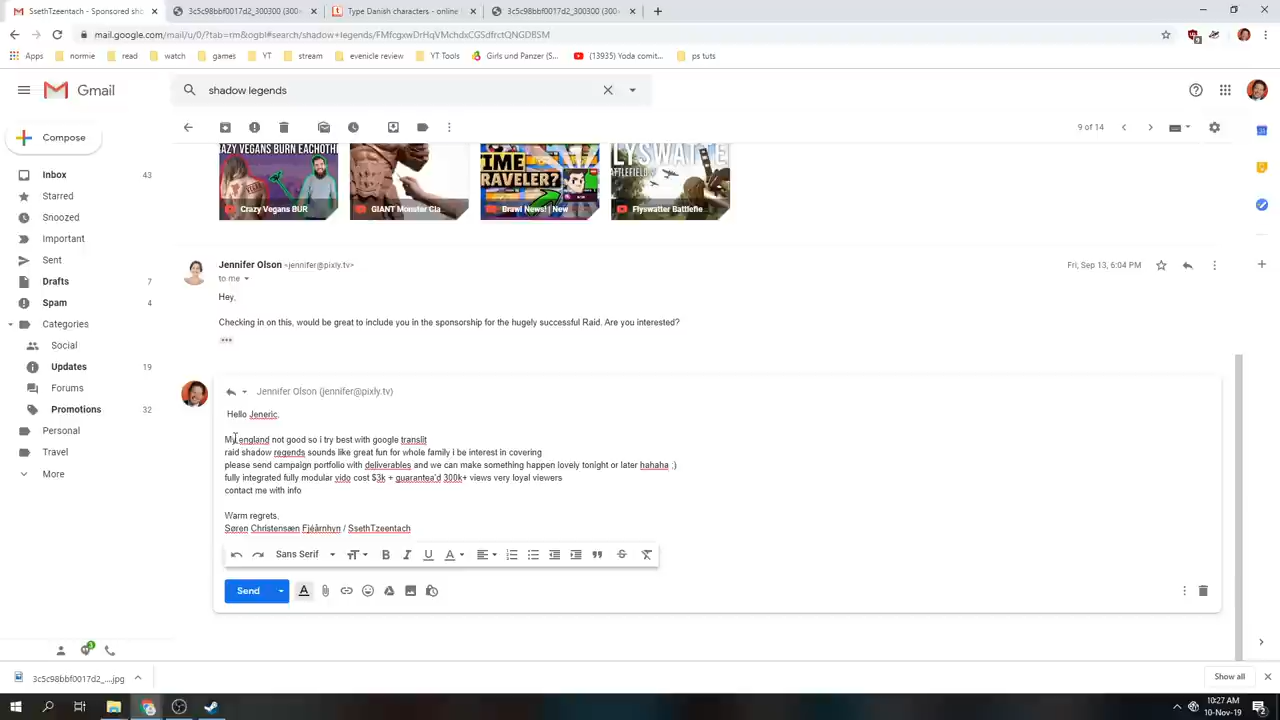 SsethTzeentach - Sponsored sho
3c5c98bbf0017d2_300300 (300×
Type Danish characters - online
3c5c98bbf0017d2_300300 (300×
mail.google.com/mail/u/0/?tab=rm&ogbl#search/shadow+legends/FMfcgxwDrHqVMchdxCGSdfrctQNGDBSM
Apps
normie
read
watch
games
YT
stream
evenicle review
YT Tools
Girls und Panzer (S...
(13935) Yoda comit...
ps tuts
Gmail
shadow legends
Compose
9 of 14
Inbox 43
Starred
Snoozed
Important
Sent
Drafts 7
Spam 4
Categories
Social
Updates 19
Forums
Promotions 32
Personal
Travel
More
AZY VEGANS BURN EACHOTHE
TIME
TRAVELER?
FLYSWATTE
Crazy Vegans BUR
GIANT Monster Cla
Brawl News! | New
Flyswatter Battlefie
Jennifer Olson <jennifer@pixly.tv>
Fri, Sep 13, 6:04 PM
to me
Hey,
Checking in on this, would be great to include you in the sponsorship for the hugely successful Raid. Are you interested?
Jennifer Olson (jennifer@pixly.tv)
Hello Jeneric.
My england not good so i try best with google translit
raid shadow regends sounds like great fun for whole family i be interest in covering
please send campaign portfolio with deliverables and we can make something happen lovely tonight or later hahaha ;)
fully integrated fully modular vido cost $3k + guarantea'd 300k+ views very loyal viewers
contact me with info
Warm regrets.
Søren Christensæn Fjéårnhyn / SsethTzeentach
Sans Serif
Send
3c5c98bbf0017d2_....jpg
Show all
10:27 AM
10-Nov-19